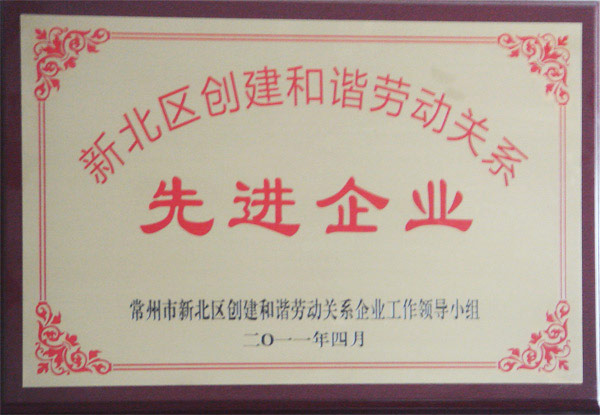 新北区创建和谐劳动关系
先进企业
常州市新北区创建和谐劳动关系企业工作领导小组
二O一一年四月